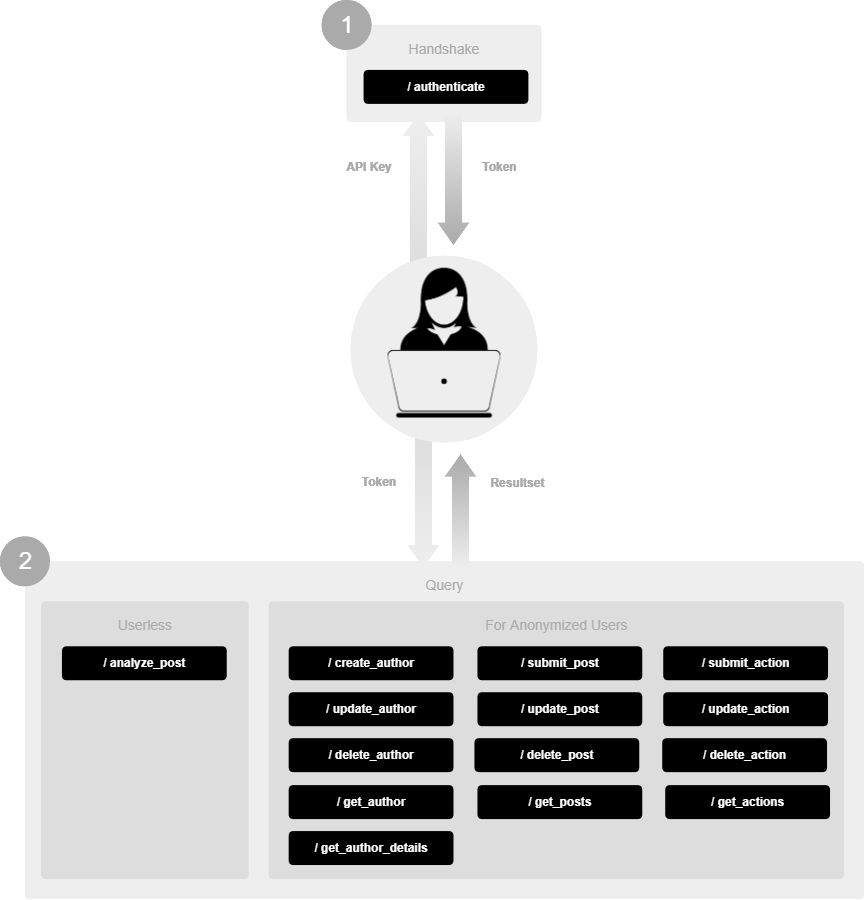 1
Handshake
/ authenticate
API Key
Token
Token
Resultset
2
Query
Userless
For Anonymized Users
/ analyze_post
/ create_author
/ submit_post
/ submit_action
/ update_author
/ update_post
/ update_action
/ delete_author
/ delete_post
/ delete_action
/ get_author
/ get_posts
/ get_actions
/ get_author_details